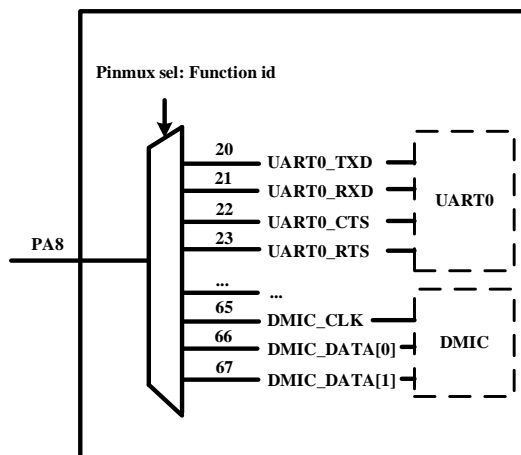 Pinmux sel: Function id
20 UART0_TXD
21 UART0_RXD
UART0
22 UART0_CTS
23 UART0_RTS
PA8
... ...
65 DMIC_CLK
66 DMIC_DATA[0]
DMIC
67 DMIC_DATA[1]